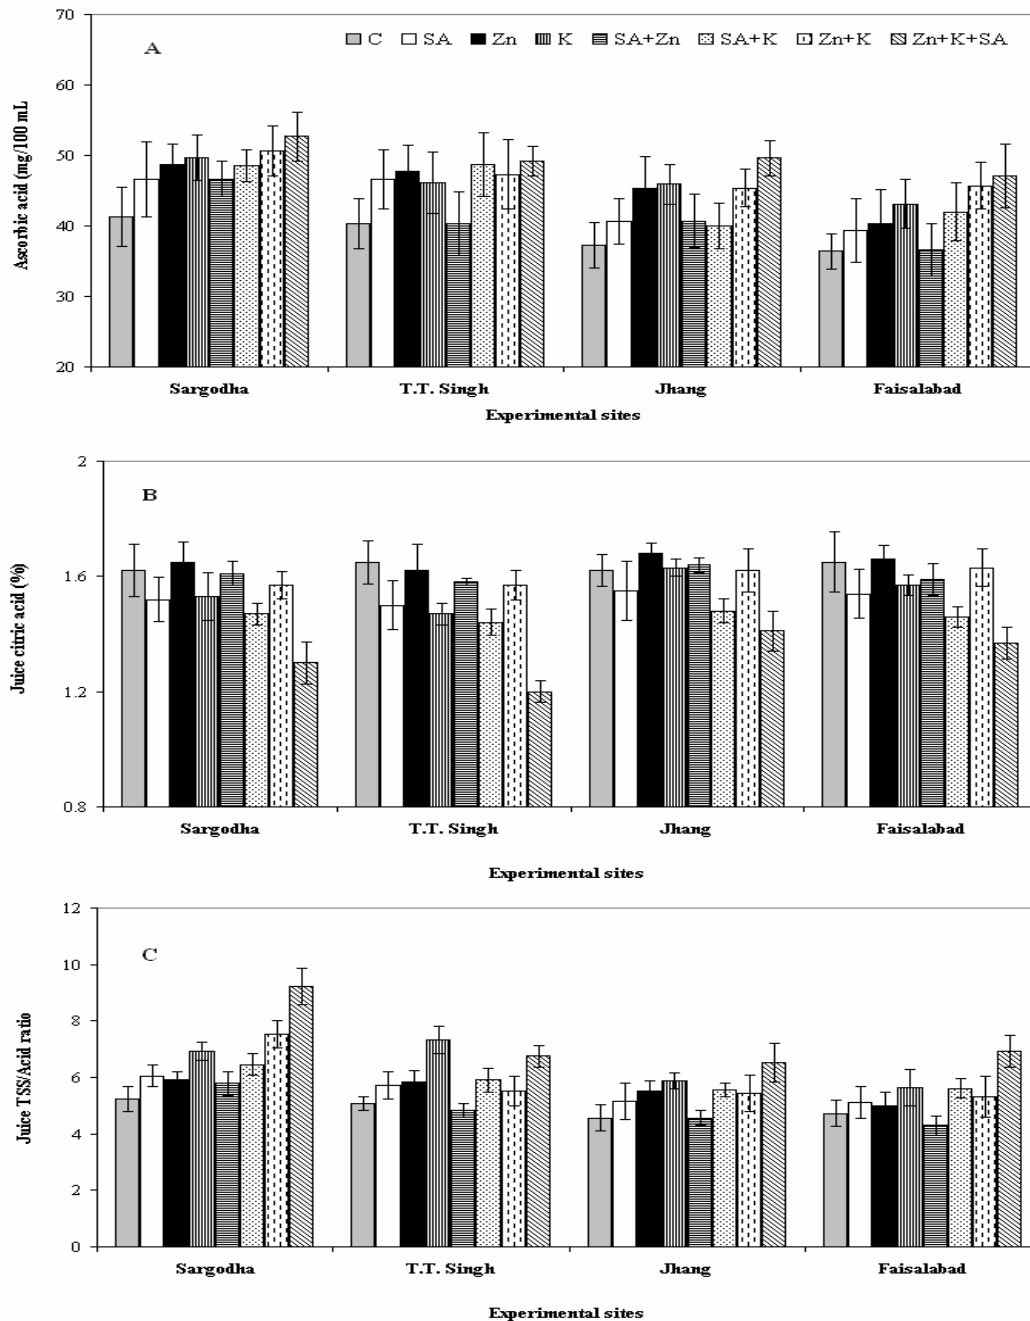 70
A
C SA Zn K SA+Zn SA+K Zn+K Zn+K+SA
60
50
40
30
20
Ascorbic acid (mg/100 mL)
Sargodha T.T. Singh Jhang Faisalabad
Experimental sites
2
B
1.6
1.2
0.8
Juice citric acid (%)
Sargodha T.T. Singh Jhang Faisalabad
Experimental sites
12
C
10
8
6
4
2
0
Juice TSS/Acid ratio
Sargodha T.T. Singh Jhang Faisalabad
Experimental sites